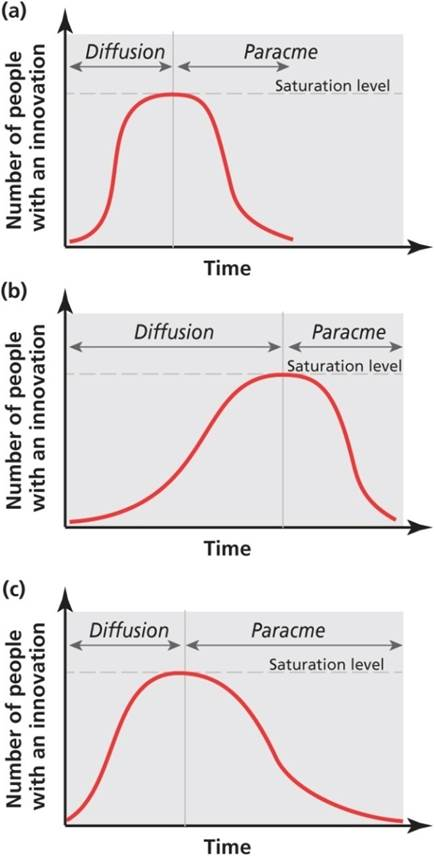 (a)
Diffusion
Paracme
Saturation level
Number of people
with an innovation
Time
(b)
Diffusion
Paracme
Saturation level
Number of people
with an innovation
Time
(c)
Diffusion
Paracme
Saturation level
Number of people
with an innovation
Time